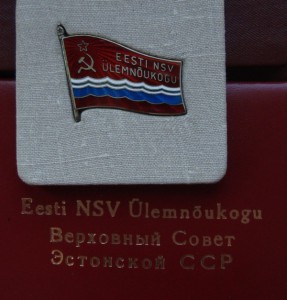 EESTI NSV
ÜLEMNÕUKOGU
Eesti NSV Ülemnõukogu
Верховный Совет
Эстонской ССР